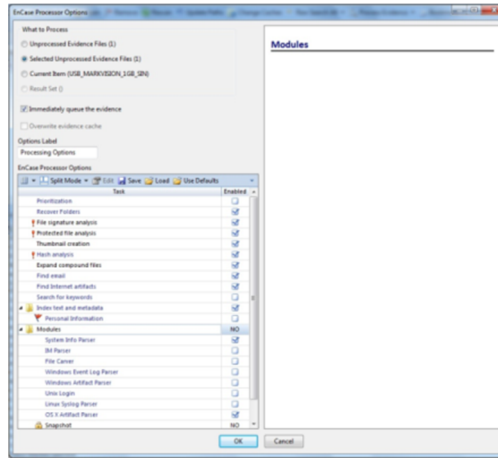 EnCase Processor Options
What to Process
Unprocessed Evidence Files (1)
Selected Unprocessed Evidence Files (1)
Current Item (USB_MARKVISION_1GB_SIN)
Result Set ()
Immediately queue the evidence
Overwrite evidence cache
Options Label
Processing Options
EnCase Processor Options
Split Mode Edit Save Load Use Defaults
Task Enabled
Prioritization
Recover Folders
File signature analysis
Protected file analysis
Thumbnail creation
Hash analysis
Expand compound files
Find email
Find Internet artifacts
Search for keywords
Index text and metadata
Personal Information
Modules NO
System Info Parser
IM Parser
File Carver
Windows Event Log Parser
Windows Artifact Parser
Unix Login
Linux Syslog Parser
OS X Artifact Parser
Snapshot NO
Modules
OK Cancel